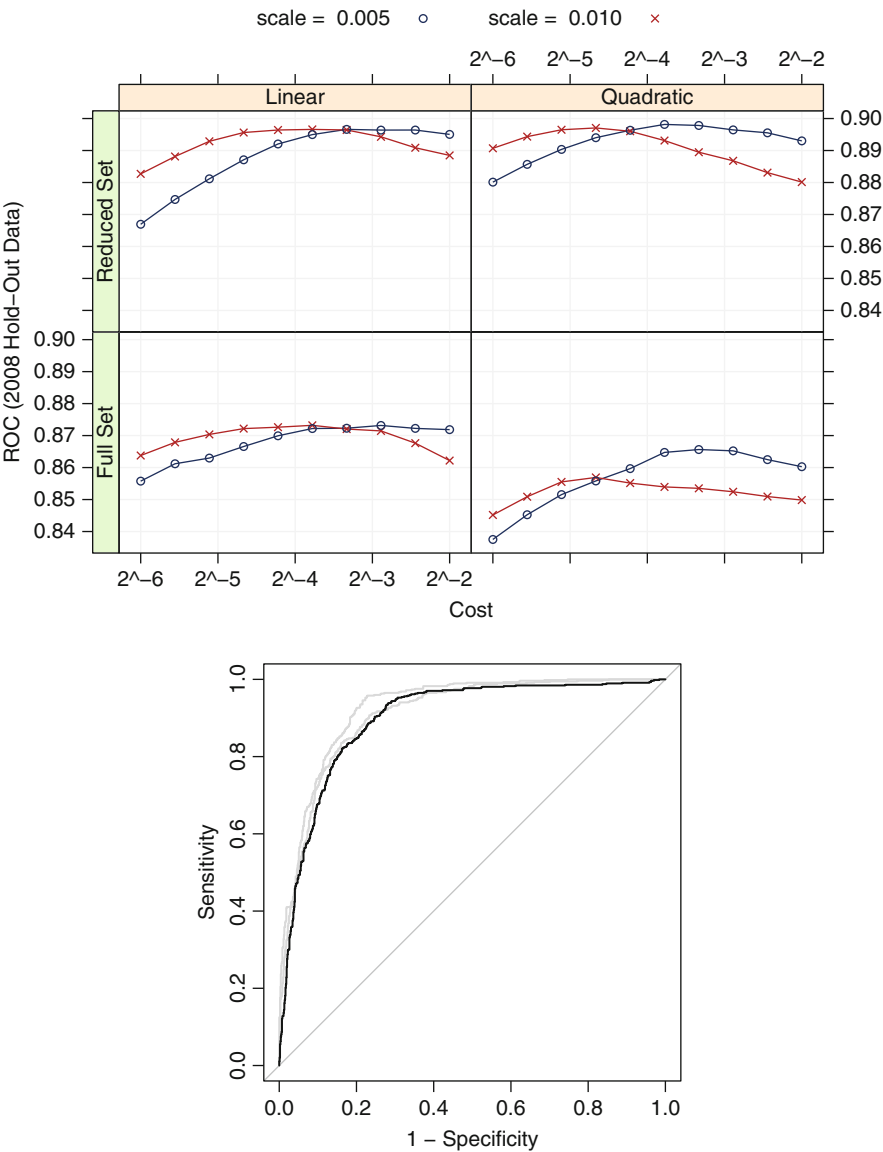 scale = 0.005 scale = 0.010
2^−6 2^−5 2^−4 2^−3 2^−2
Linear Quadratic
Reduced Set
0.90
0.89
0.88
0.87
0.86
0.85
0.84
ROC (2008 Hold−Out Data)
Full Set
0.90
0.89
0.88
0.87
0.86
0.85
0.84
2^−6 2^−5 2^−4 2^−3 2^−2
Cost
Sensitivity
1.0
0.8
0.6
0.4
0.2
0.0
0.0 0.2 0.4 0.6 0.8 1.0
1 − Specificity